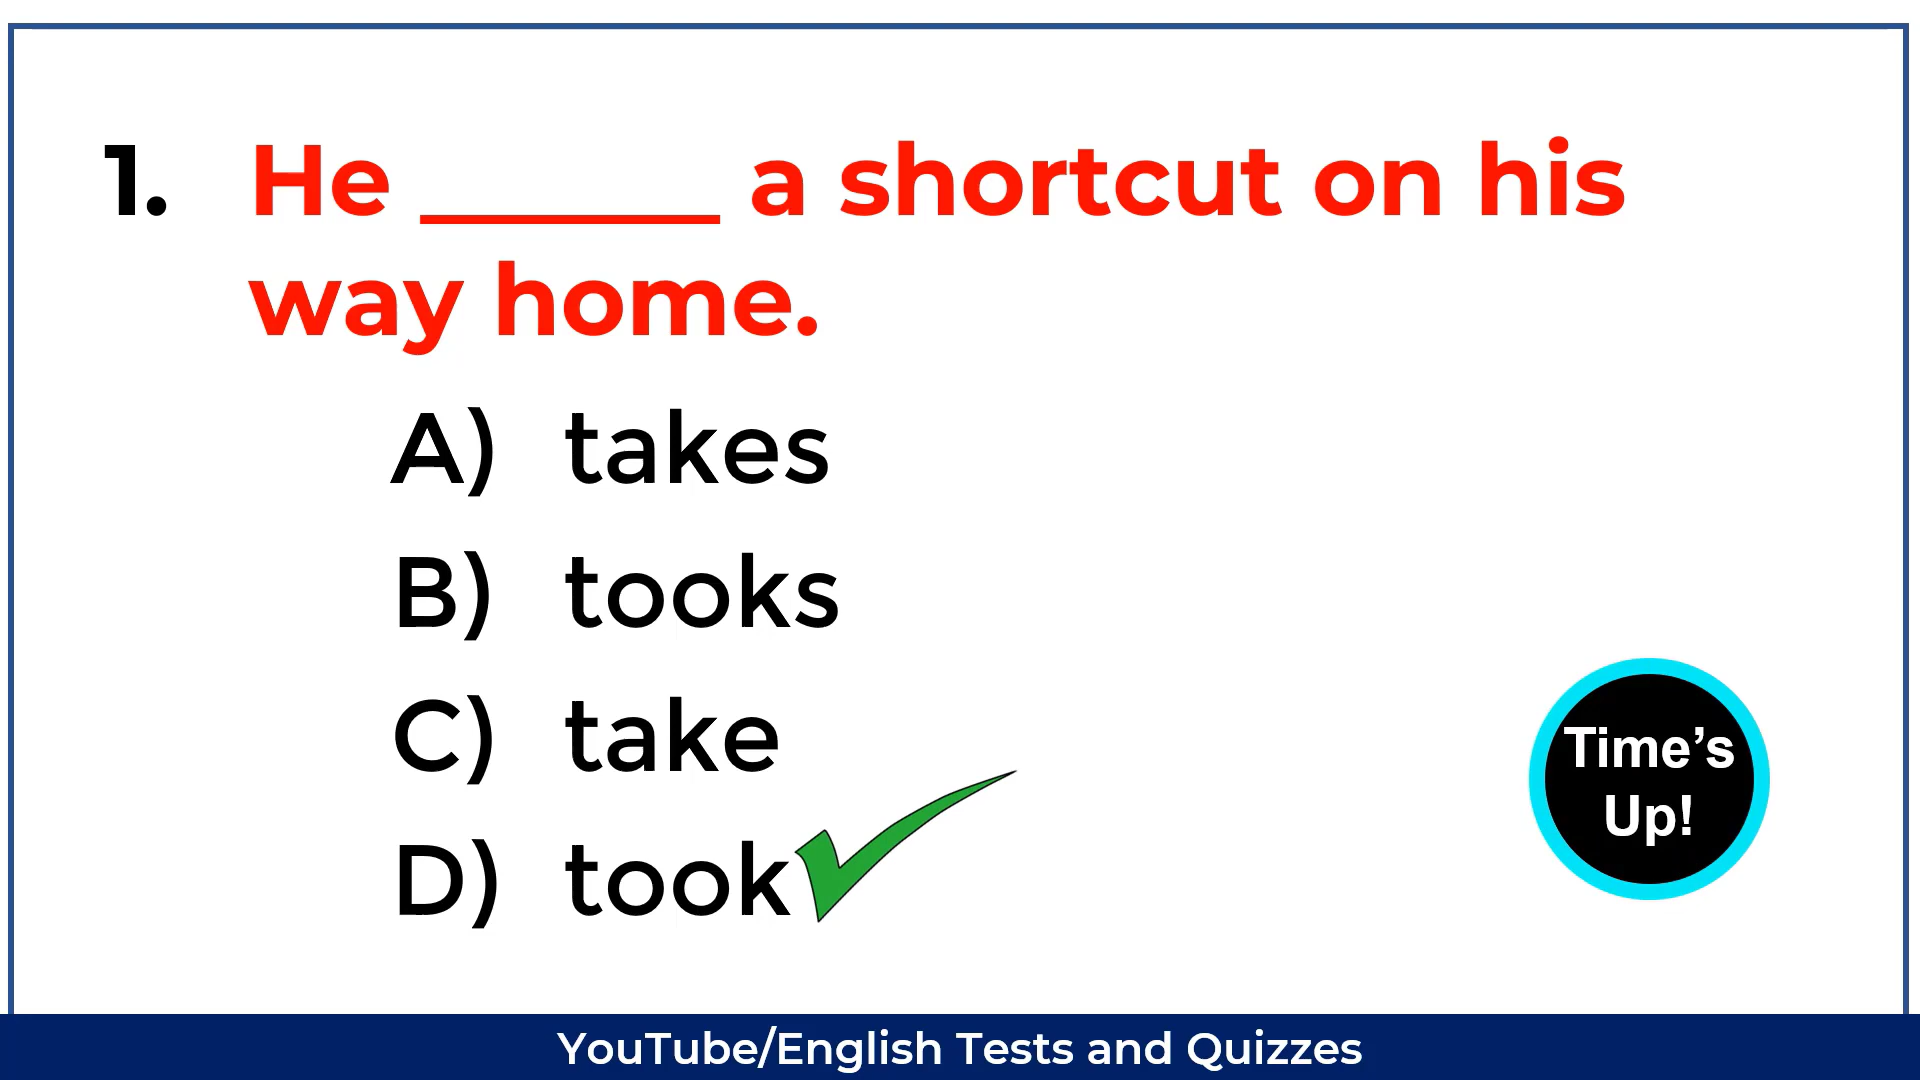 1. He ______ a shortcut on his
way home.
A) takes
B) tooks
C) take
D) took
Time’s
Up!
YouTube/English Tests and Quizzes